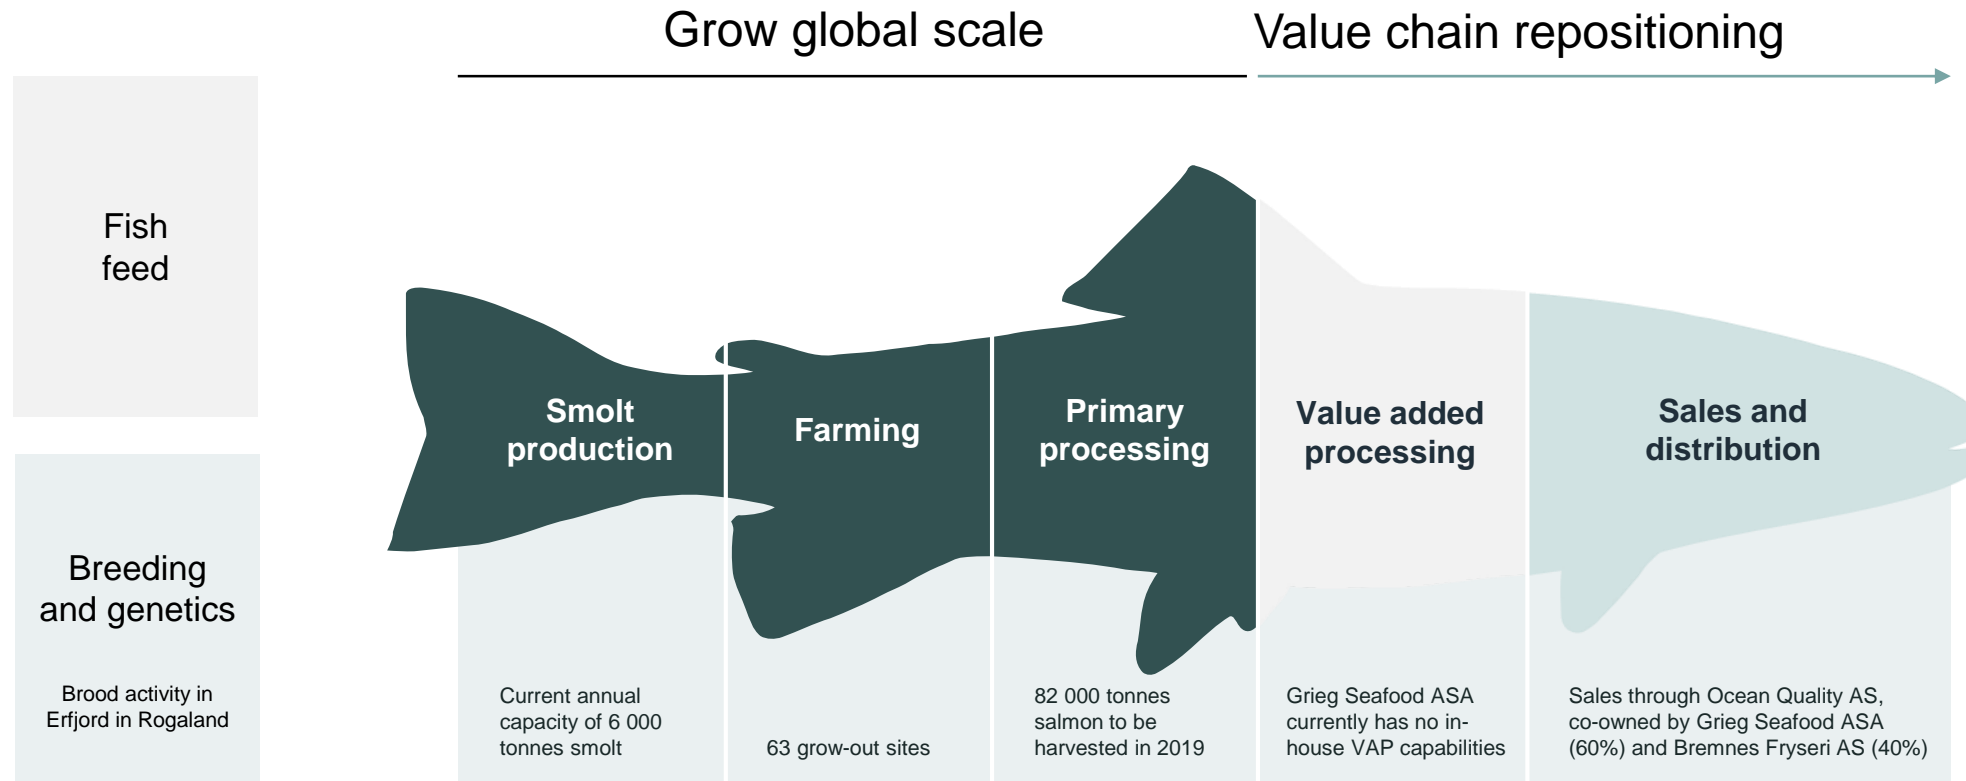 Grow global scale
Value chain repositioning
Fish
feed
Breeding
and genetics
Brood activity in
Erfjord in Rogaland
Smolt
production
Farming
Primary
processing
Value added
processing
Sales and
distribution
Current annual
capacity of 6 000
tonnes smolt
63 grow-out sites
82 000 tonnes
salmon to be
harvested in 2019
Grieg Seafood ASA
currently has no in-
house VAP capabilities
Sales through Ocean Quality AS,
co-owned by Grieg Seafood ASA
(60%) and Bremnes Fryseri AS (40%)